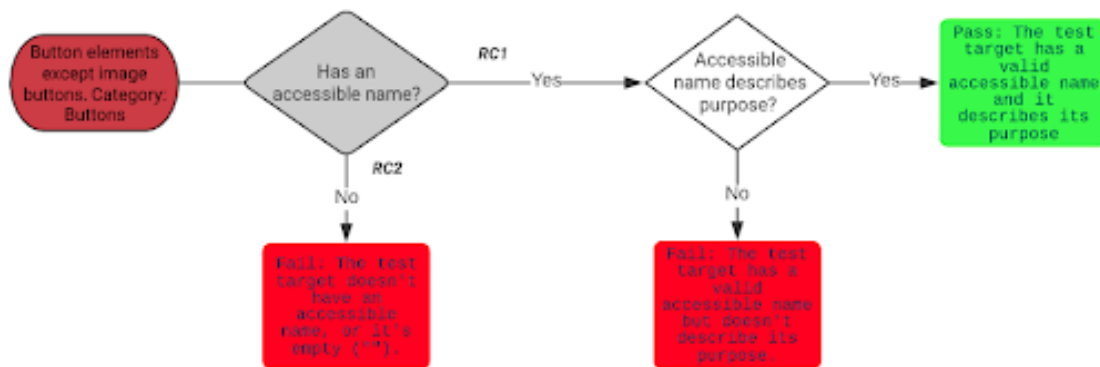 Button elements
except image
buttons. Category:
Buttons
Has an
accessible name?
RC1
Yes
Accessible
name describes
purpose?
Yes
Pass: The test
target has a
valid
accessible name
and it
describes its
purpose
RC2
No
No
Fail: The test
target doesn't
have an
accessible
name, or it's
empty ("").
Fail: The test
target has a
valid
accessible name
but doesn't
describe its
purpose.